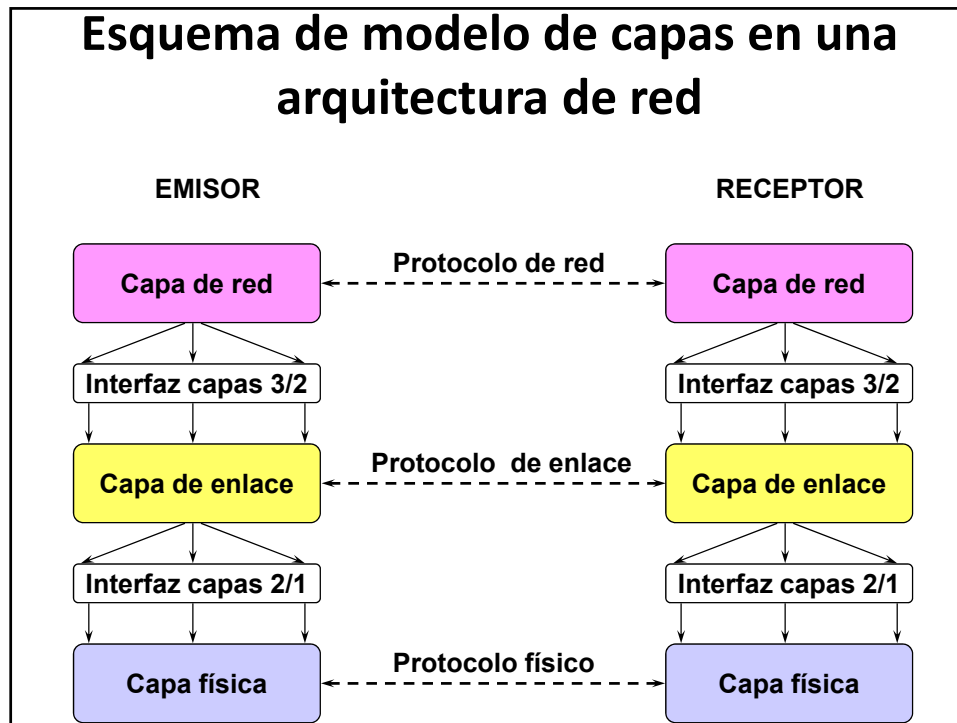 Esquema de modelo de capas en una
arquitectura de red
EMISOR
RECEPTOR
Protocolo de red
Capa de red
Capa de red
Interfaz capas 3/2
Interfaz capas 3/2
Protocolo de enlace
Capa de enlace
Capa de enlace
Interfaz capas 2/1
Interfaz capas 2/1
Protocolo físico
Capa física
Capa física